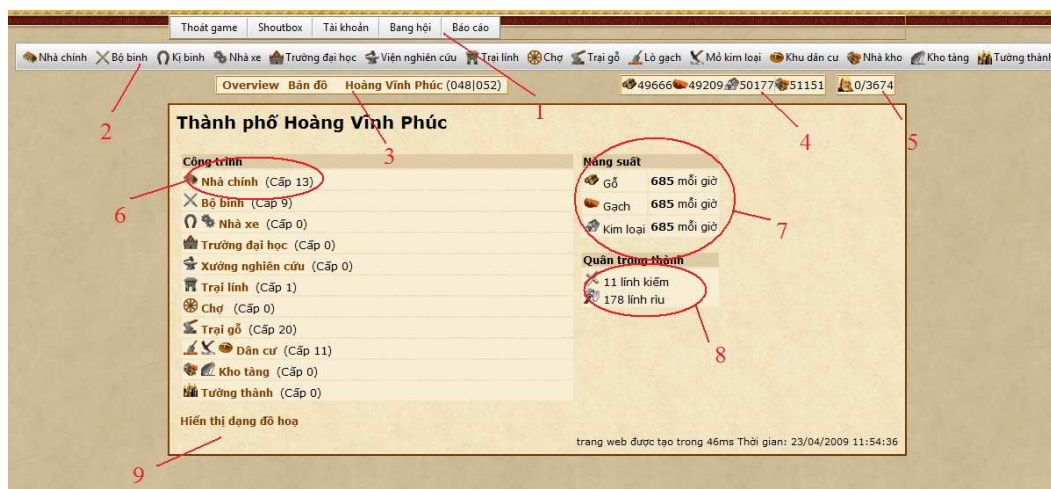 Thoát game Shoutbox Tài khoản Bang hội Báo cáo
Nhà chính Bộ binh Kị binh Nhà xe Trường đại học Viện nghiên cứu Trại lính Chợ Trại gỗ Lò gạch Mỏ kim loại Khu dân cư Nhà kho Kho tàng Tường thành
Overview Bản đồ Hoàng Vĩnh Phúc (048|052) 49666 49209 50177 51151 0/3674
1
2
3
4
5
Thành phố Hoàng Vĩnh Phúc
Công trình
Nhà chính (Cấp 13)
Bộ binh (Cấp 9)
Nhà xe (Cấp 0)
Trường đại học (Cấp 0)
Xưởng nghiên cứu (Cấp 0)
Trại lính (Cấp 1)
Chợ (Cấp 0)
Trại gỗ (Cấp 20)
Dân cư (Cấp 11)
Kho tàng (Cấp 0)
Tường thành (Cấp 0)
Hiển thị dạng đồ hoạ
6
Năng suất
Gỗ 685 mỗi giờ
Gạch 685 mỗi giờ
Kim loại 685 mỗi giờ
7
Quân trong thành
11 lính kiếm
178 lính rìu
8
trang web được tạo trong 46ms Thời gian: 23/04/2009 11:54:36
9